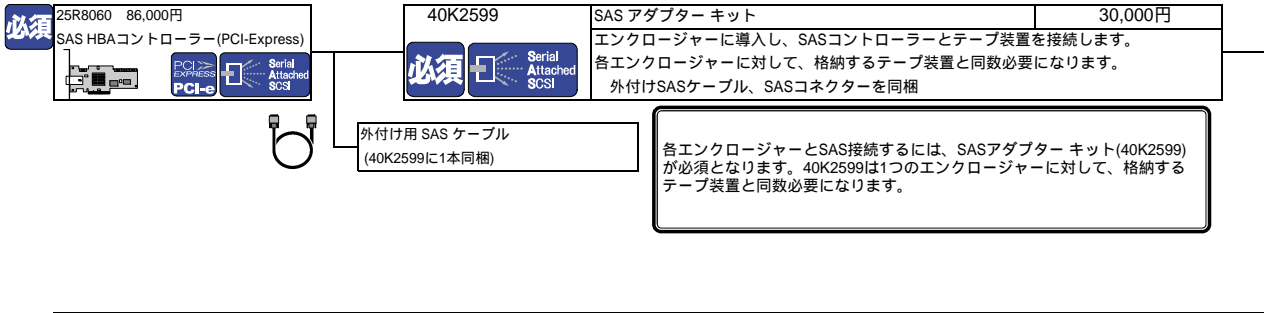 必須
25R8060 86,000円
SAS HBAコントローラー(PCI-Express)
PCI EXPRESS
PCI-e
Serial
Attached
SCSI
40K2599
SAS アダプター キット
30,000円
必須
Serial
Attached
SCSI
エンクロージャーに導入し、SASコントローラーとテープ装置を接続します。
各エンクロージャーに対して、格納するテープ装置と同数必要になります。
外付けSASケーブル、SASコネクターを同梱
外付け用 SAS ケーブル
(40K2599に1本同梱)
各エンクロージャーとSAS接続するには、SASアダプター キット(40K2599)
が必須となります。40K2599は1つのエンクロージャーに対して、格納する
テープ装置と同数必要になります。